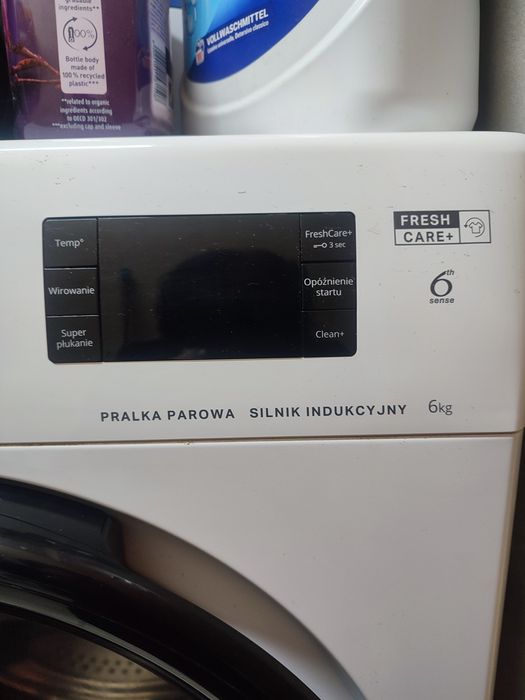 ingredients**
100%
Bottle body
made of
100% recycled
plastic***
**related to organic
ingredients according
to OECD 301/302
***excluding cap and sleeve
VOLLWASCHMITTEL
Temp°
Wirowanie
Super
płukanie
FreshCare+
3 sec
Opóźnienie
startu
Clean+
FRESH
CARE+
6th
sense
PRALKA PAROWA SILNIK INDUKCYJNY 6kg